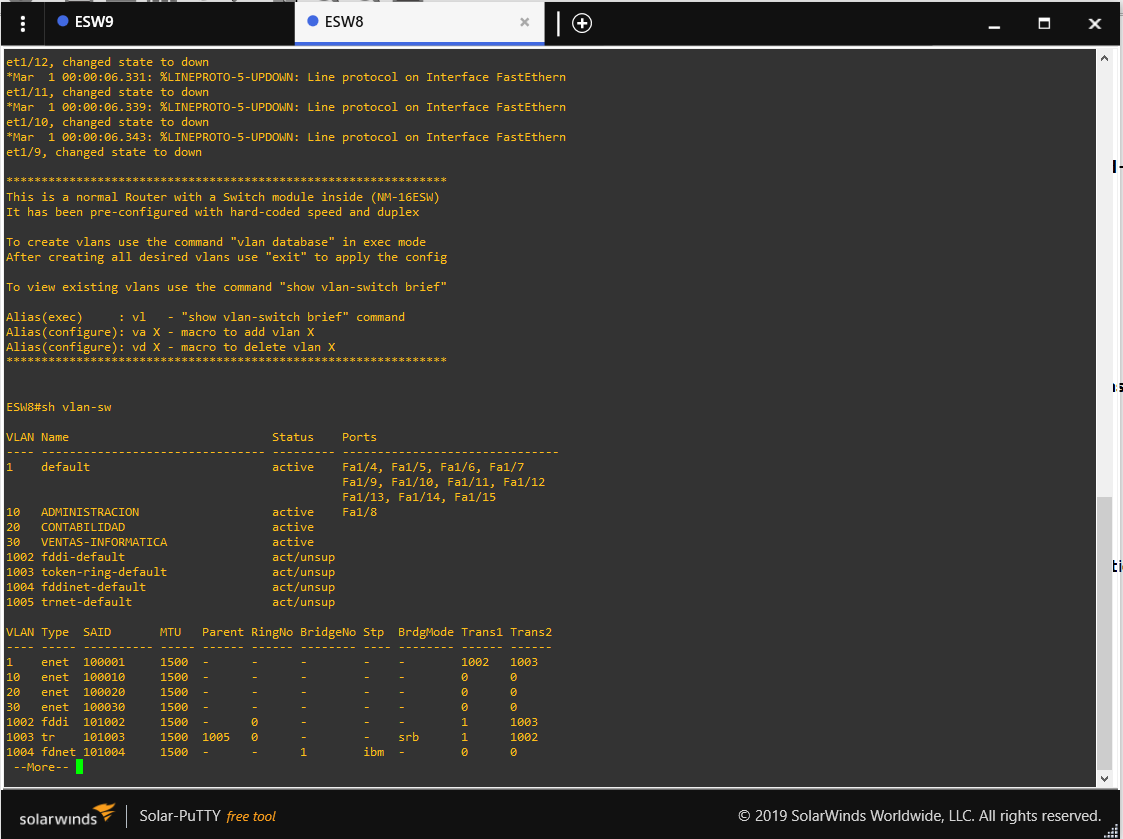 ESW9
ESW8
et1/12, changed state to down
*Mar  1 00:00:06.331: %LINEPROTO-5-UPDOWN: Line protocol on Interface FastEthern
et1/11, changed state to down
*Mar  1 00:00:06.339: %LINEPROTO-5-UPDOWN: Line protocol on Interface FastEthern
et1/10, changed state to down
*Mar  1 00:00:06.343: %LINEPROTO-5-UPDOWN: Line protocol on Interface FastEthern
et1/9, changed state to down
***************************************************************
This is a normal Router with a Switch module inside (NM-16ESW)
It has been pre-configured with hard-coded speed and duplex
To create vlans use the command "vlan database" in exec mode
After creating all desired vlans use "exit" to apply the config
To view existing vlans use the command "show vlan-switch brief"
Alias(exec)     : vl   - "show vlan-switch brief" command
Alias(configure): va X - macro to add vlan X
Alias(configure): vd X - macro to delete vlan X
***************************************************************
ESW8#sh vlan-sw
VLAN Name                             Status    Ports
---- -------------------------------- --------- -------------------------------
1    default                          active    Fa1/4, Fa1/5, Fa1/6, Fa1/7
                                                Fa1/9, Fa1/10, Fa1/11, Fa1/12
                                                Fa1/13, Fa1/14, Fa1/15
10   ADMINISTRACION                   active    Fa1/8
20   CONTABILIDAD                     active
30   VENTAS-INFORMATICA               active
1002 fddi-default                     act/unsup
1003 token-ring-default               act/unsup
1004 fddinet-default                  act/unsup
1005 trnet-default                    act/unsup
VLAN Type  SAID       MTU   Parent RingNo BridgeNo Stp  BrdgMode Trans1 Trans2
---- ----- ---------- ----- ------ ------ -------- ---- -------- ------ ------
1    enet  100001     1500  -      -      -        -    -        1002   1003
10   enet  100010     1500  -      -      -        -    -        0      0
20   enet  100020     1500  -      -      -        -    -        0      0
30   enet  100030     1500  -      -      -        -    -        0      0
1002 fddi  101002     1500  -      0      -        -    -        1      1003
1003 tr    101003     1500  1005   0      -        -    srb      1      1002
1004 fdnet 101004     1500  -      -      1        ibm  -        0      0
 --More--
solarwinds
Solar-PuTTY free tool
© 2019 SolarWinds Worldwide, LLC. All rights reserved.